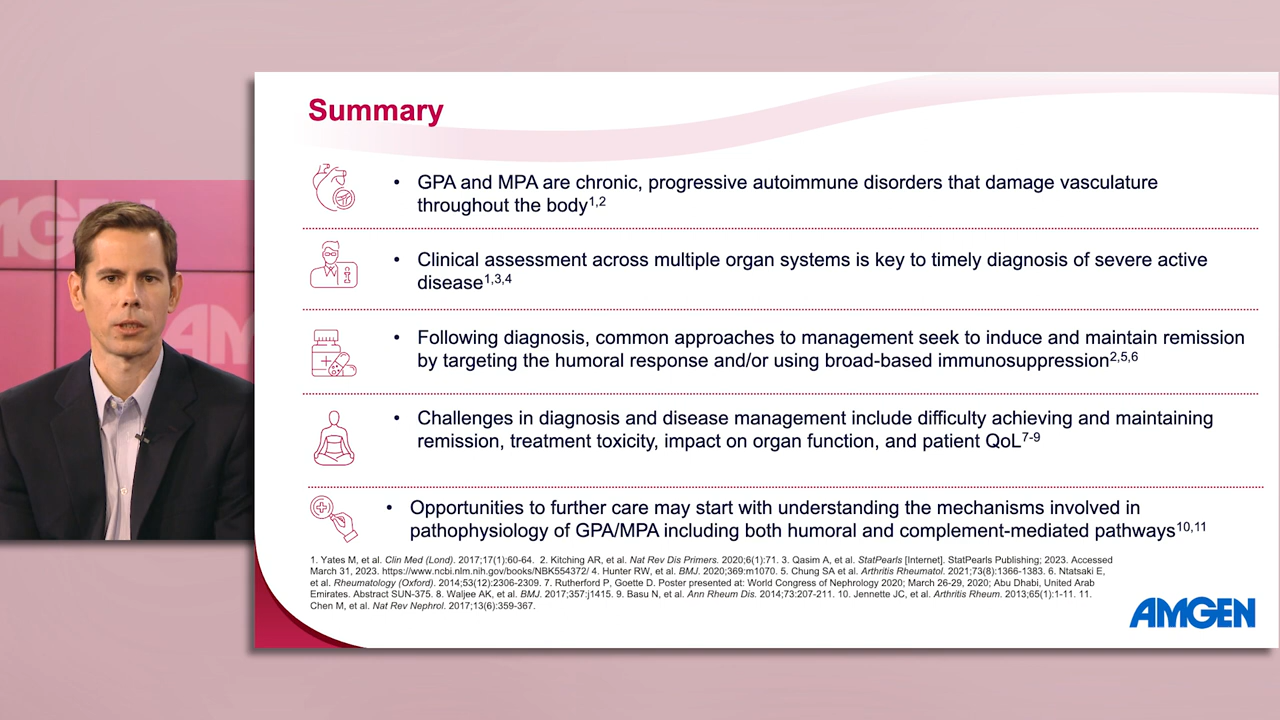 Summary
• GPA and MPA are chronic, progressive autoimmune disorders that damage vasculature
throughout the body1,2
• Clinical assessment across multiple organ systems is key to timely diagnosis of severe active
disease1,3,4
• Following diagnosis, common approaches to management seek to induce and maintain remission
by targeting the humoral response and/or using broad-based immunosuppression2,5,6
• Challenges in diagnosis and disease management include difficulty achieving and maintaining
remission, treatment toxicity, impact on organ function, and patient QoL7-9
• Opportunities to further care may start with understanding the mechanisms involved in
pathophysiology of GPA/MPA including both humoral and complement-mediated pathways10,11
1. Yates M, et al. Clin Med (Lond). 2017;17(1):60-64. 2. Kitching AR, et al. Nat Rev Dis Primers. 2020;6(1):71. 3. Qasim A, et al. StatPearls [Internet]. StatPearls Publishing; 2023. Accessed
March 31, 2023. https://www.ncbi.nlm.nih.gov/books/NBK554372/ 4. Hunter RW, et al. BMJ. 2020;369:m1070. 5. Chung SA et al. Arthritis Rheumatol. 2021;73(8):1366-1383. 6. Ntatsaki E,
et al. Rheumatology (Oxford). 2014;53(12):2306-2309. 7. Rutherford P, Goette D. Poster presented at: World Congress of Nephrology 2020; March 26-29, 2020; Abu Dhabi, United Arab
Emirates. Abstract SUN-375. 8. Waljee AK, et al. BMJ. 2017;357:j1415. 9. Basu N, et al. Ann Rheum Dis. 2014;73:207-211. 10. Jennette JC, et al. Arthritis Rheum. 2013;65(1):1-11. 11.
Chen M, et al. Nat Rev Nephrol. 2017;13(6):359-367.
AMGEN
MGEN
AM